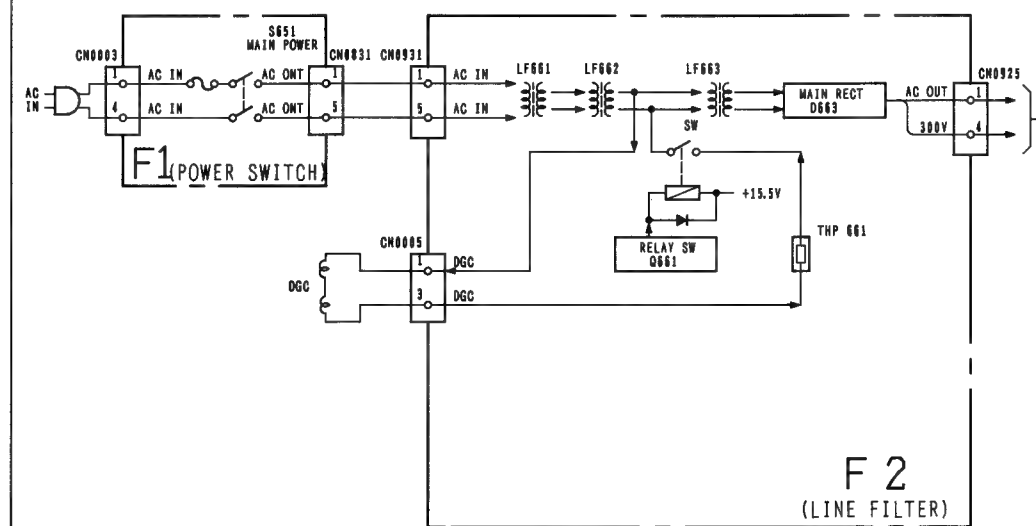 S651
MAIN POWER
CN0003
CN0831
CN0931
1 AC IN AC ONT 1
4 AC IN AC ONT 5
AC
IN
F1 (POWER SWITCH)
1 AC IN
5 AC IN
LF661
LF662
LF663
MAIN RECT
D663
CN0925
AC OUT 1
300V 4
SW
+15.5V
RELAY SW
Q661
THP 661
CN0005
1 DGC
3 DGC
DGC
F 2
(LINE FILTER)